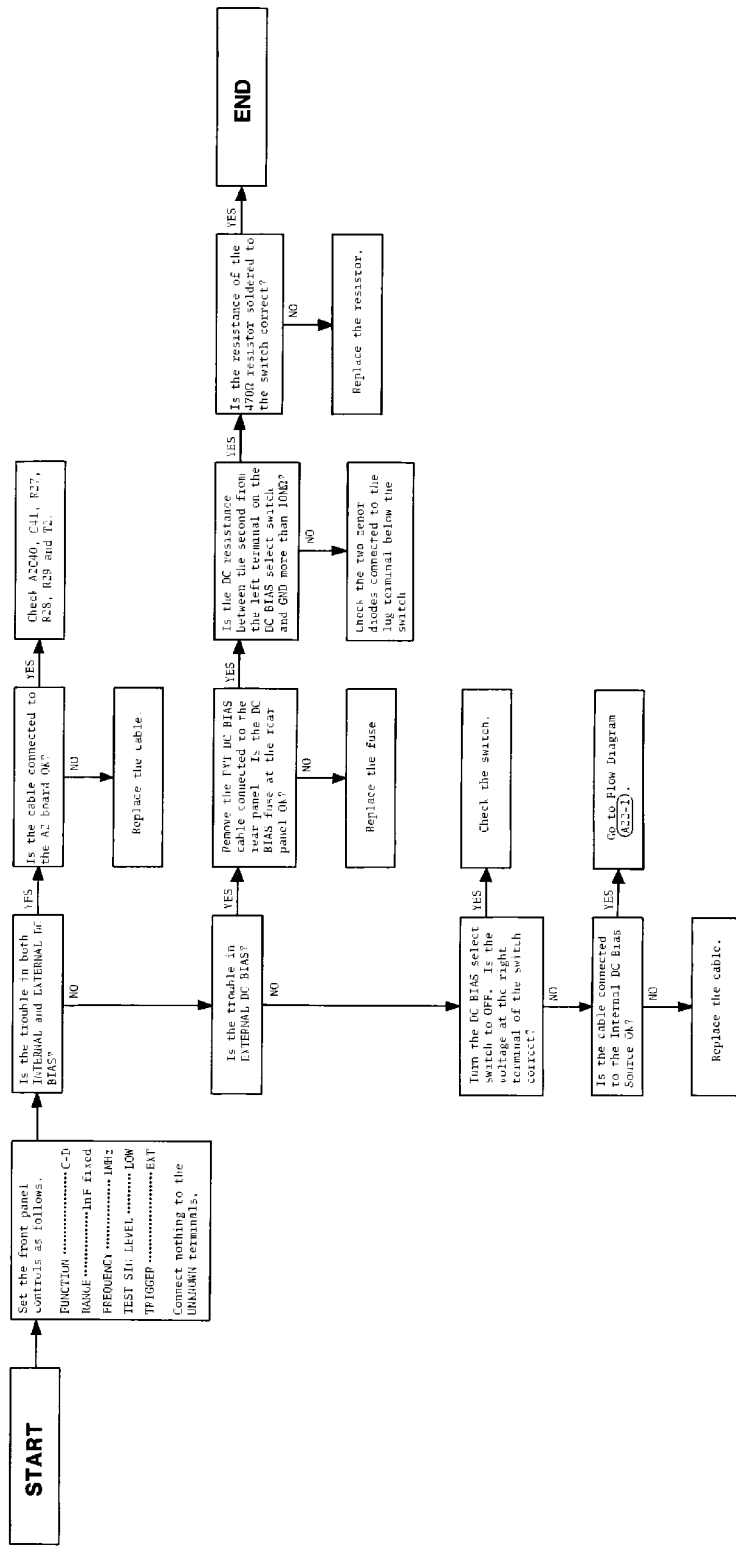 START
Set the front panel
controls as follows.
FUNCTION ················ C-D
RANGE ············ 1nF fixed
FREQUENCY ············ 1MHz
TEST SIG LEVEL ········ LOW
TRIGGER ················ EXT
Connect nothing to the
UNKNOWN terminals.
Is the trouble in both
INTERNAL and EXTERNAL DC
BIAS?
YES
NO
Is the cable connected to
the A2 board OK?
YES
NO
Check A2C40, C41, R27,
R28, R29 and T2.
Replace the cable.
Is the trouble in
EXTERNAL DC BIAS?
YES
NO
Remove the EXT DC BIAS
cable connected to the
rear panel. Is the DC
BIAS fuse at the rear
panel OK?
YES
NO
Replace the fuse
Is the DC resistance
between the second from
the left terminal on the
DC BIAS select switch
and GND more than 10MΩ?
YES
NO
Check the two zenor
diodes connected to the
lug terminal below the
switch
Is the resistance of the
470Ω resistor soldered to
the switch correct?
YES
NO
Replace the resistor.
END
Turn the DC BIAS select
switch to OFF. Is the
voltage at the right
terminal of the switch
correct?
YES
NO
Check the switch.
Is the cable connected
to the Internal DC Bias
Source OK?
YES
NO
Go to Flow Diagram
A22-1.
Replace the cable.